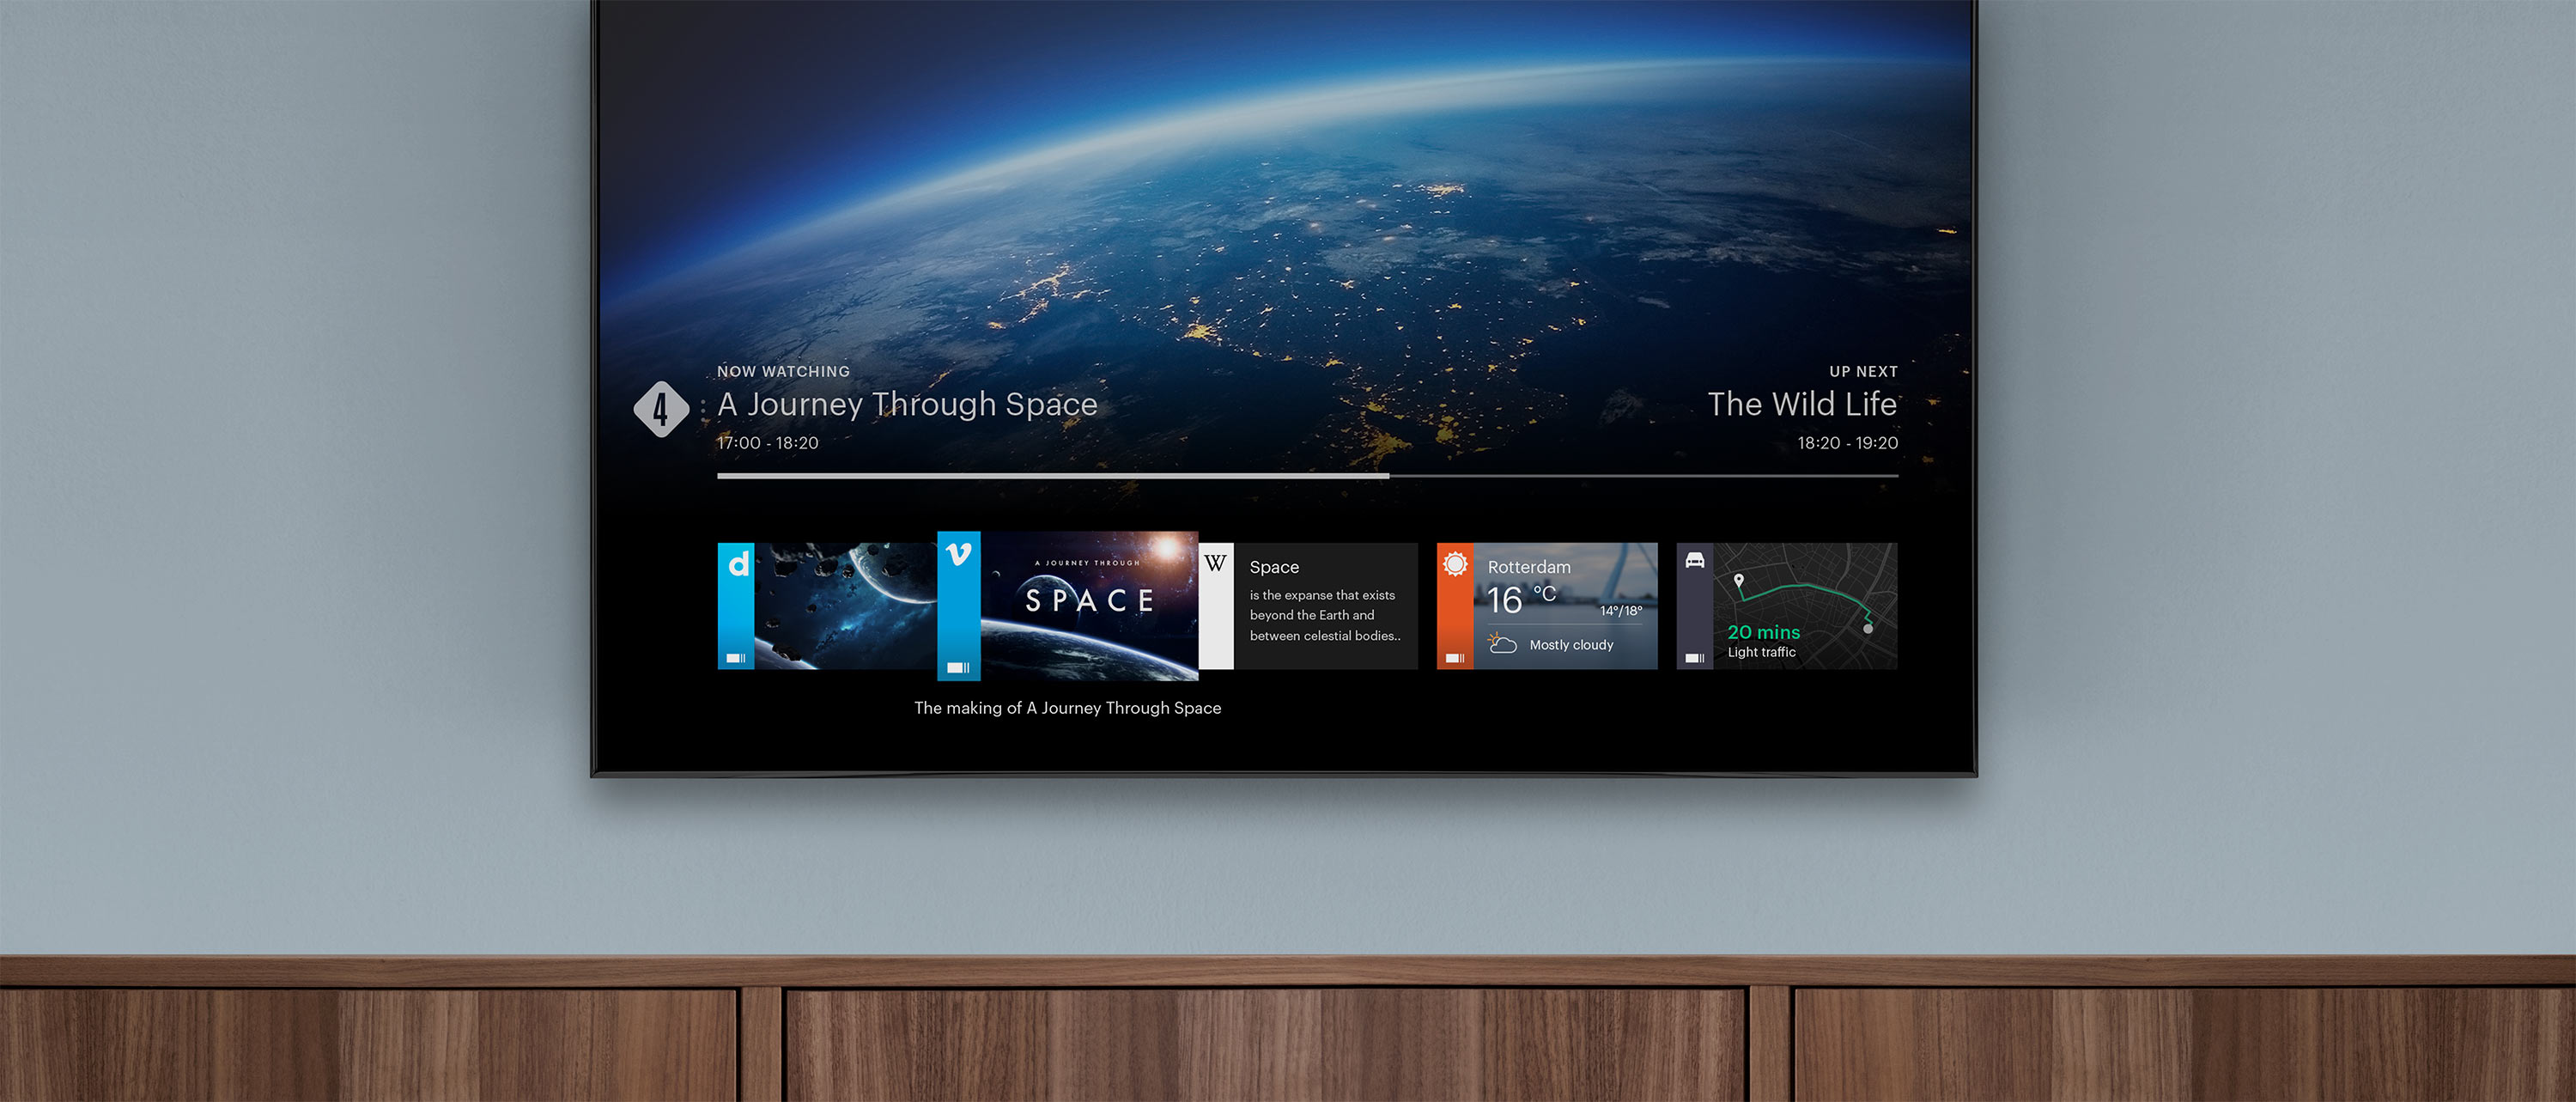 NOW WATCHING
4
A Journey Through Space
17:00 - 18:20
UP NEXT
The Wild Life
18:20 - 19:20
d
v
A JOURNEY THROUGH
SPACE
W
Space
is the expanse that exists
beyond the Earth and
between celestial bodies..
Rotterdam
16 °C
14°/18°
Mostly cloudy
20 mins
Light traffic
The making of A Journey Through Space